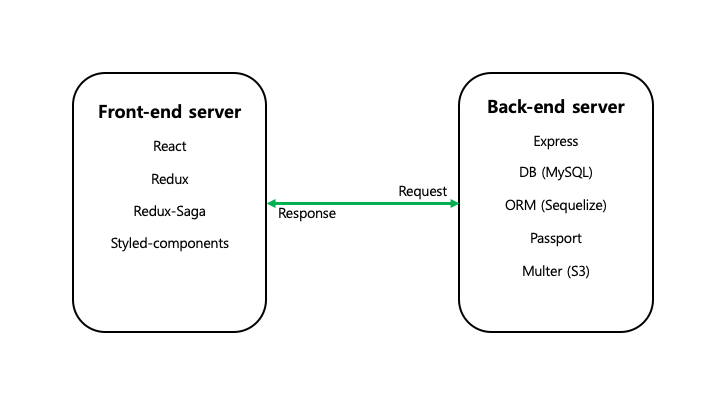 Front-end server
React
Redux
Redux-Saga
Styled-components
Request
Response
Back-end server
Express
DB (MySQL)
ORM (Sequelize)
Passport
Multer (S3)